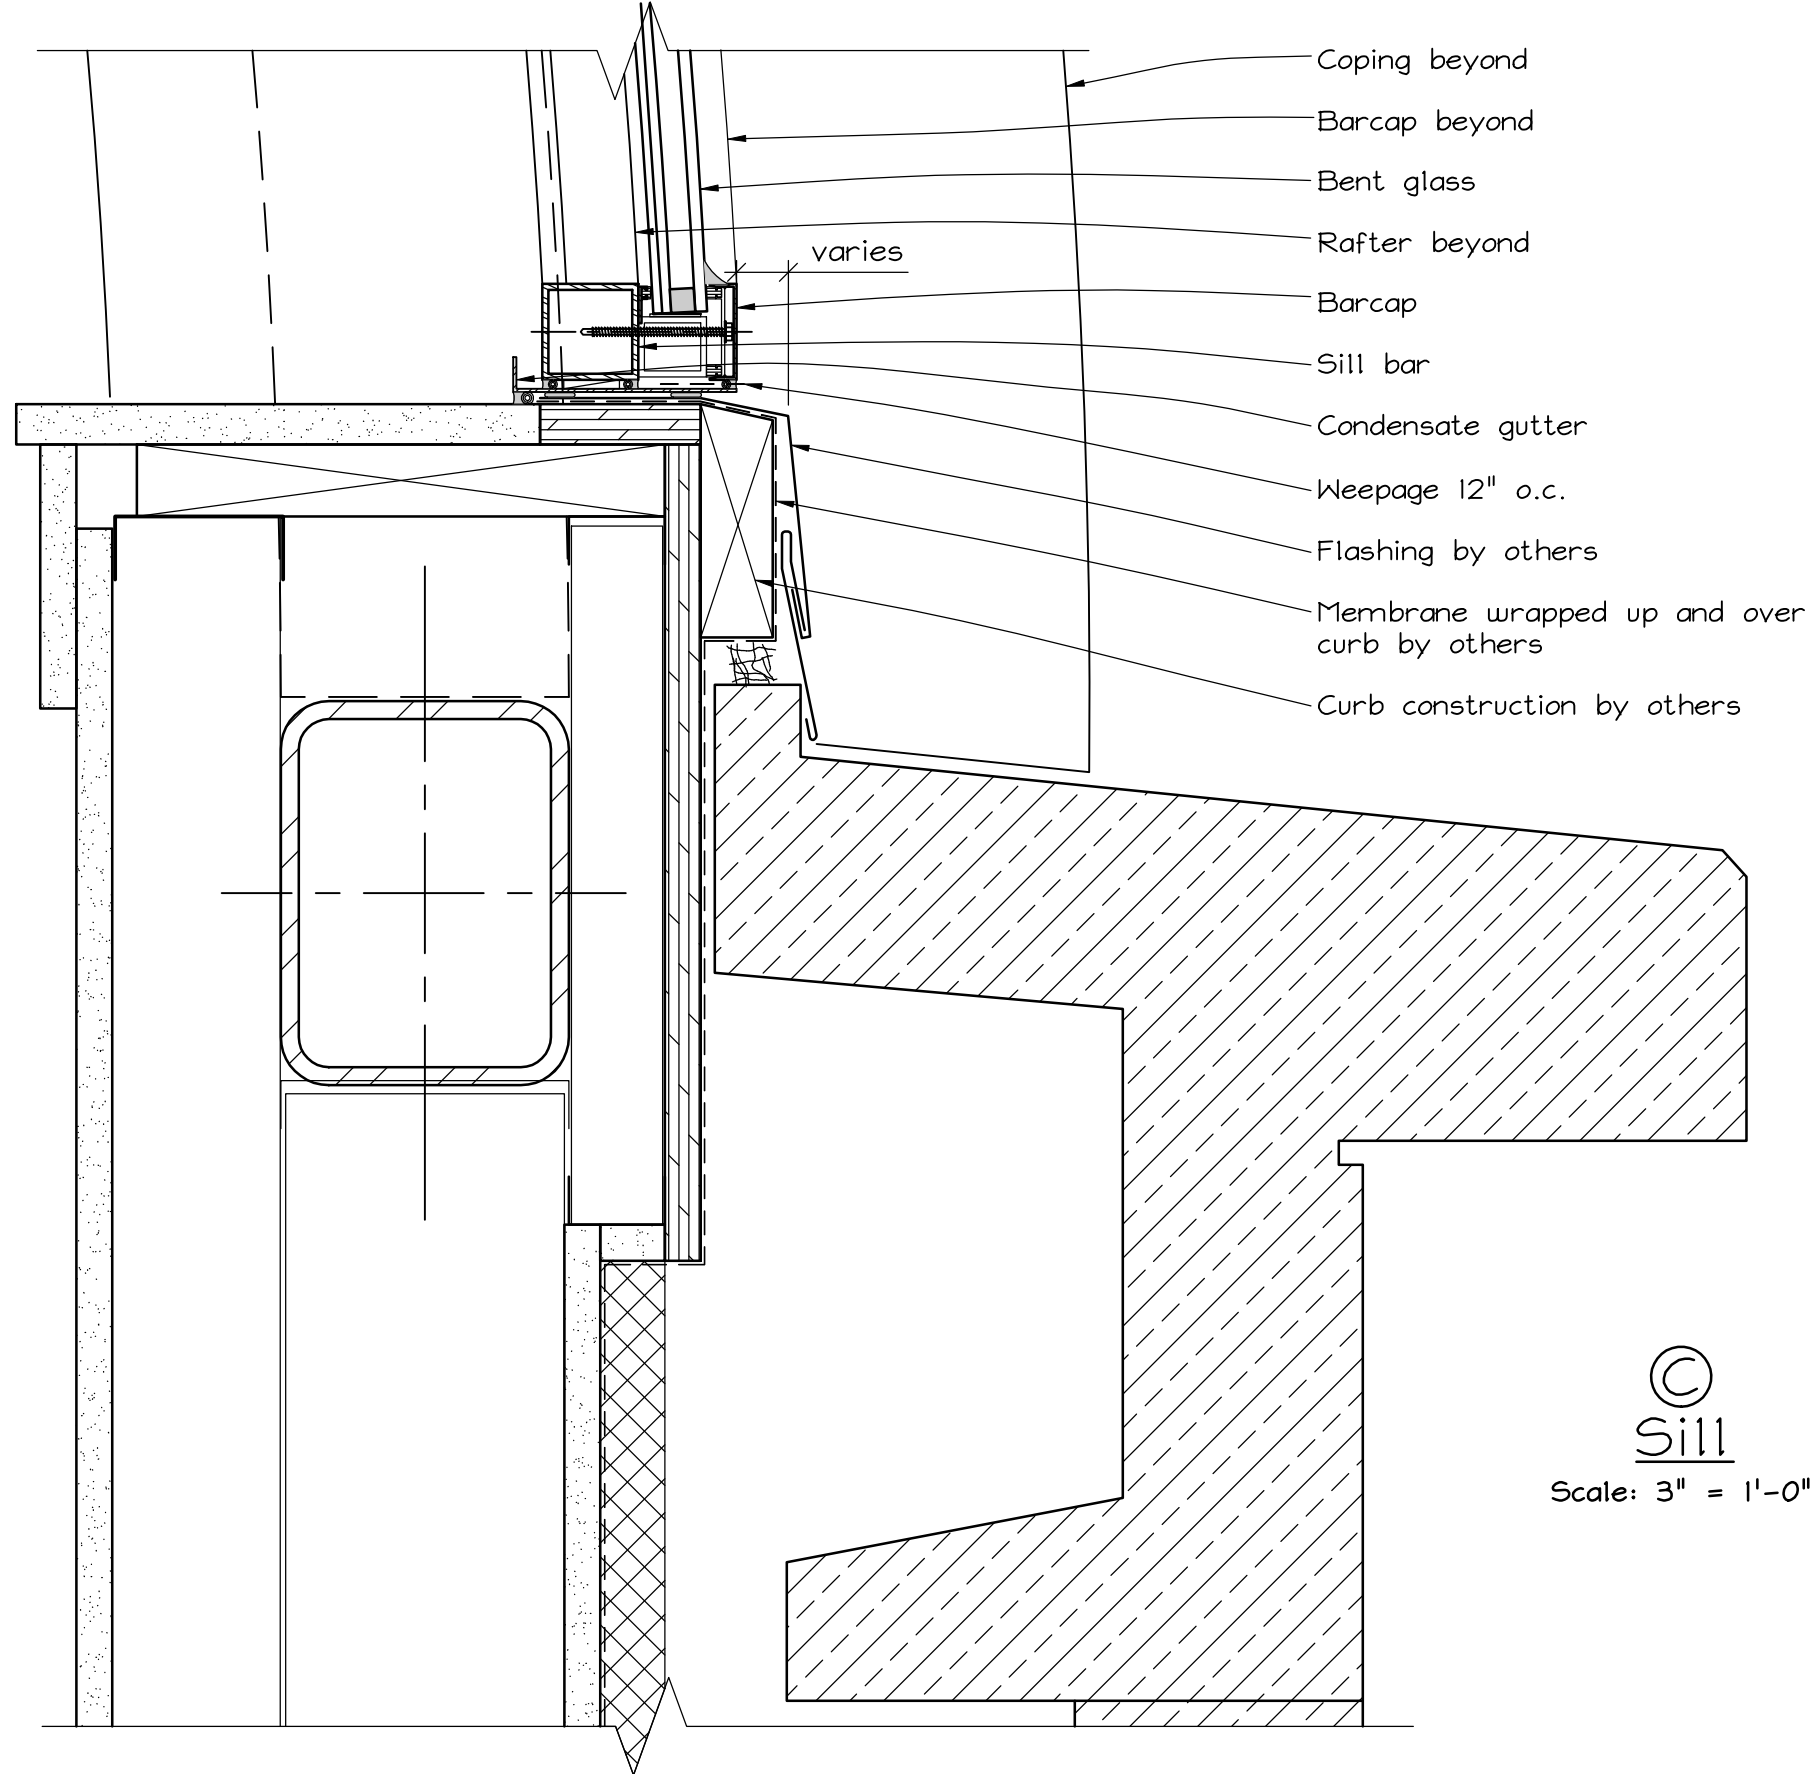 Coping beyond
Barcap beyond
Bent glass
varies
Rafter beyond
Barcap
Sill bar
Condensate gutter
Weepage 12" o.c.
Flashing by others
Membrane wrapped up and over
curb by others
Curb construction by others
C
Sill
Scale: 3" = 1'-0"